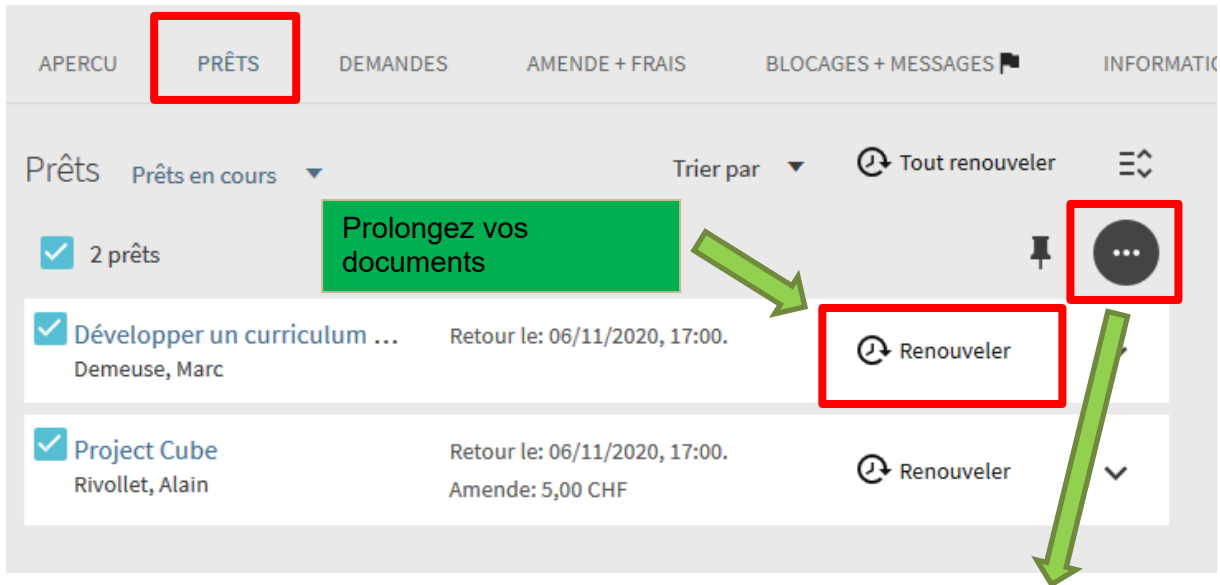 APERCU PRÊTS DEMANDES AMENDE + FRAIS BLOCAGES + MESSAGES INFORMATIO
Prêts Prêts en cours Trier par Tout renouveler
2 prêts
Prolongez vos
documents
Développer un curriculum ... Retour le: 06/11/2020, 17:00. Renouveler
Demeuse, Marc
Project Cube Retour le: 06/11/2020, 17:00. Renouveler
Rivollet, Alain Amende: 5,00 CHF